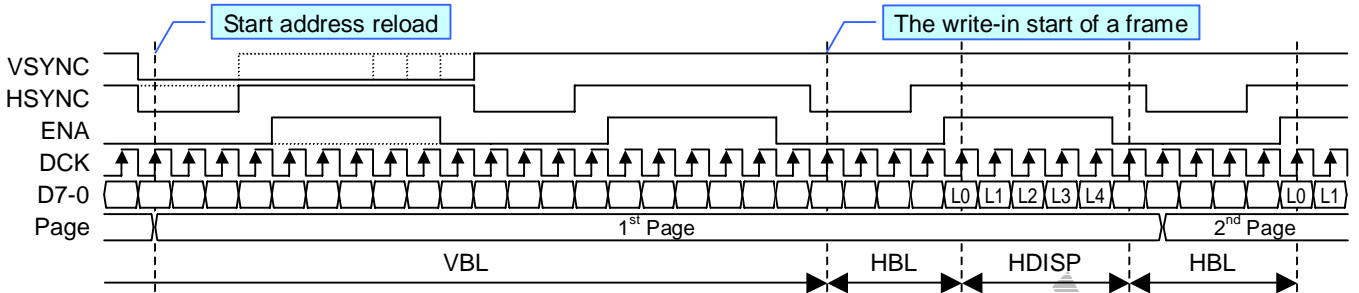 Start address reload
The write-in start of a frame
VSYNC
HSYNC
ENA
DCK
D7-0 L0 L1 L2 L3 L4 L0 L1
Page 1st Page 2nd Page
VBL HBL HDISP HBL